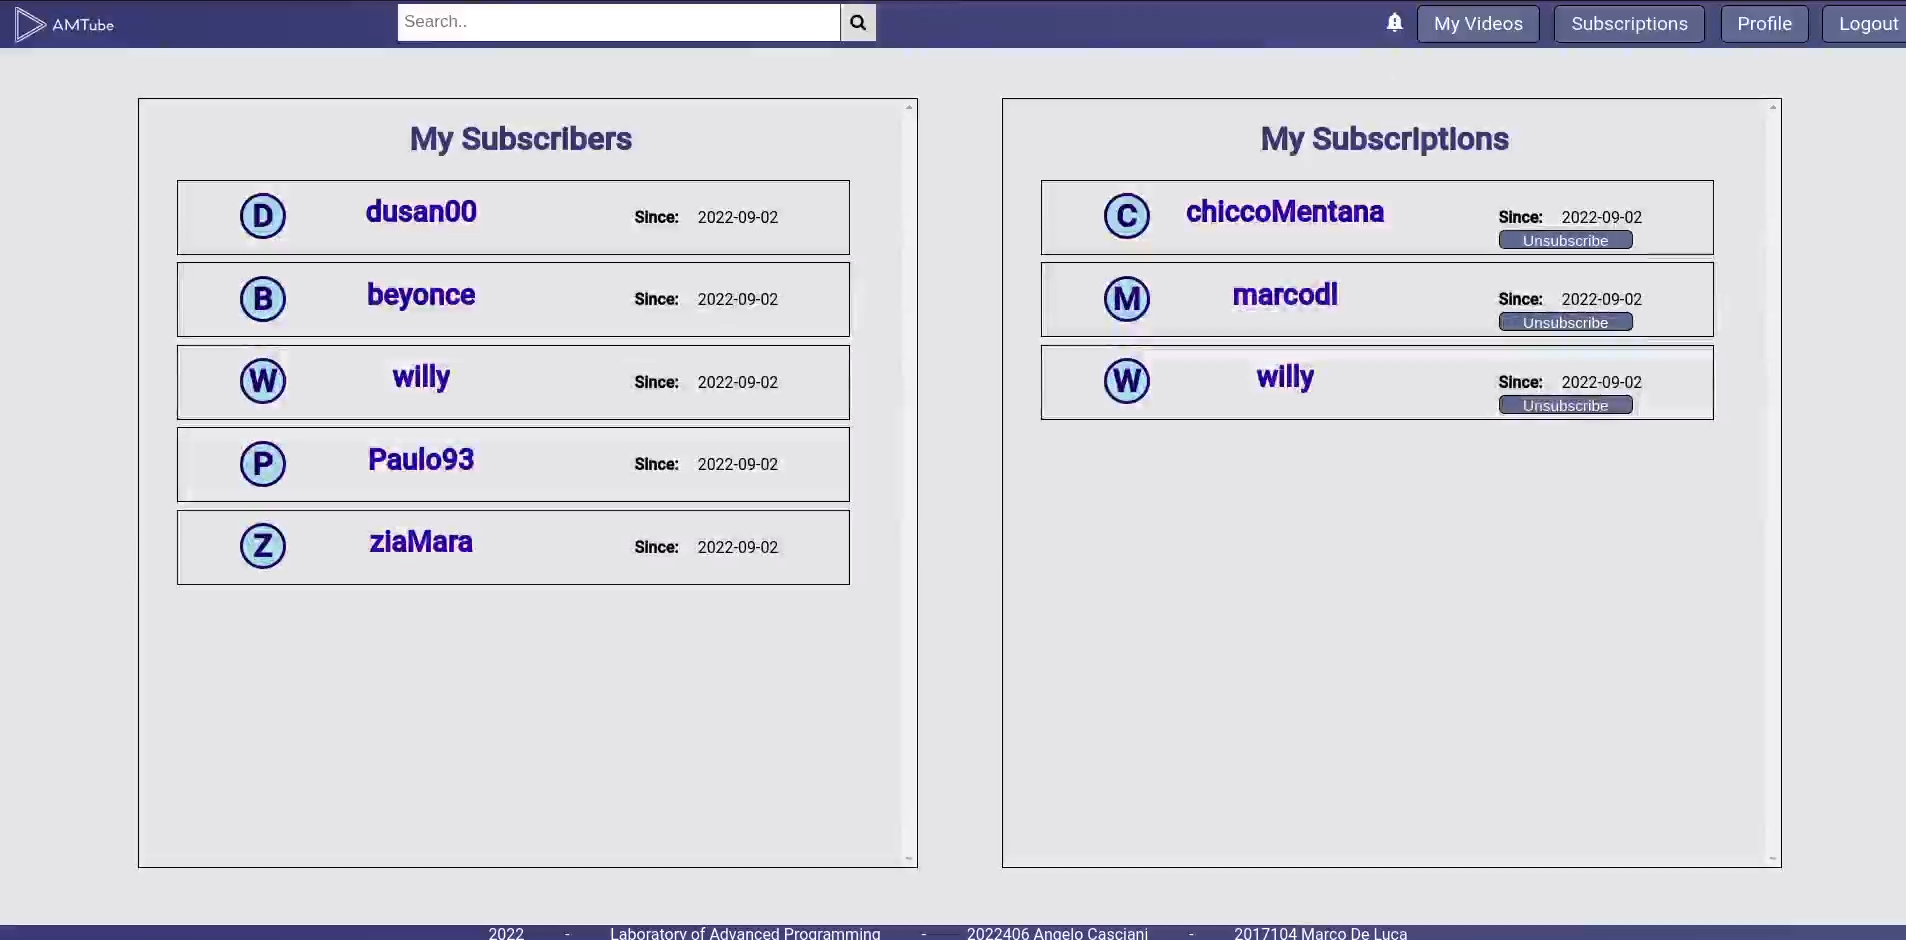 AMTube Search.. My Videos Subscriptions Profile Logout
My Subscribers
D dusan00 Since: 2022-09-02
B beyonce Since: 2022-09-02
W willy Since: 2022-09-02
P Paulo93 Since: 2022-09-02
Z ziaMara Since: 2022-09-02
My Subscriptions
C chiccoMentana Since: 2022-09-02
Unsubscribe
M marcodl Since: 2022-09-02
Unsubscribe
W willy Since: 2022-09-02
Unsubscribe
2022 - Laboratory of Advanced Programming - 2022406 Angelo Casciani - 2017104 Marco De Luca